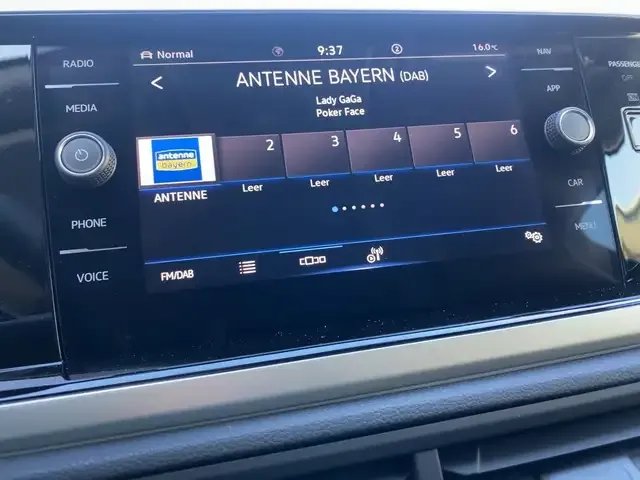 RADIO
MEDIA
PHONE
VOICE
Normal
9:37
2
16.0°C
< ANTENNE BAYERN (DAB) >
Lady GaGa
Poker Face
antenne
bayern
2
3
4
5
6
ANTENNE
Leer
Leer
Leer
Leer
Leer
FM/DAB
NAV
APP
CAR
MENU